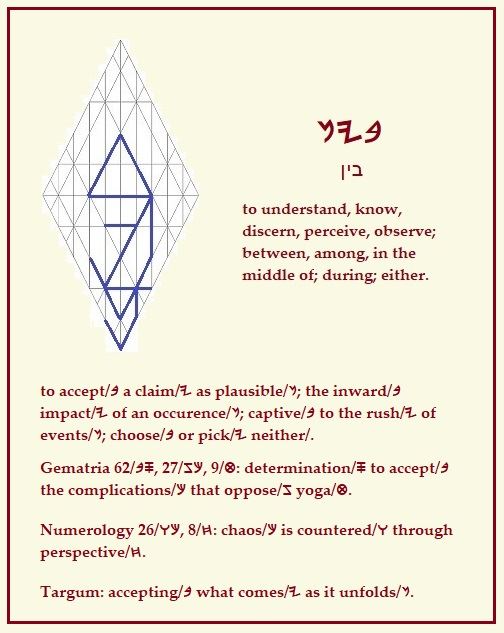 𐤁𐤉𐤍
בין
to understand, know,
discern, perceive, observe;
between, among, in the
middle of; during; either.
to accept/𐤁 a claim/𐤉 as plausible/𐤍; the inward/𐤁
impact/𐤉 of an occurence/𐤍; captive/𐤁 to the rush/𐤉 of
events/𐤍; choose/𐤁 or pick/𐤉 neither/.
Gematria 62/𐤎𐤁, 27/𐤊𐤆, 9/𐤈: determination/𐤎 to accept/𐤁
the complications/𐤊 that oppose/𐤆 yoga/𐤈.
Numerology 26/𐤊𐤅, 8/𐤇: chaos/𐤊 is countered/𐤅 through
perspective/𐤇.
Targum: accepting/𐤁 what comes/𐤉 as it unfolds/𐤍.